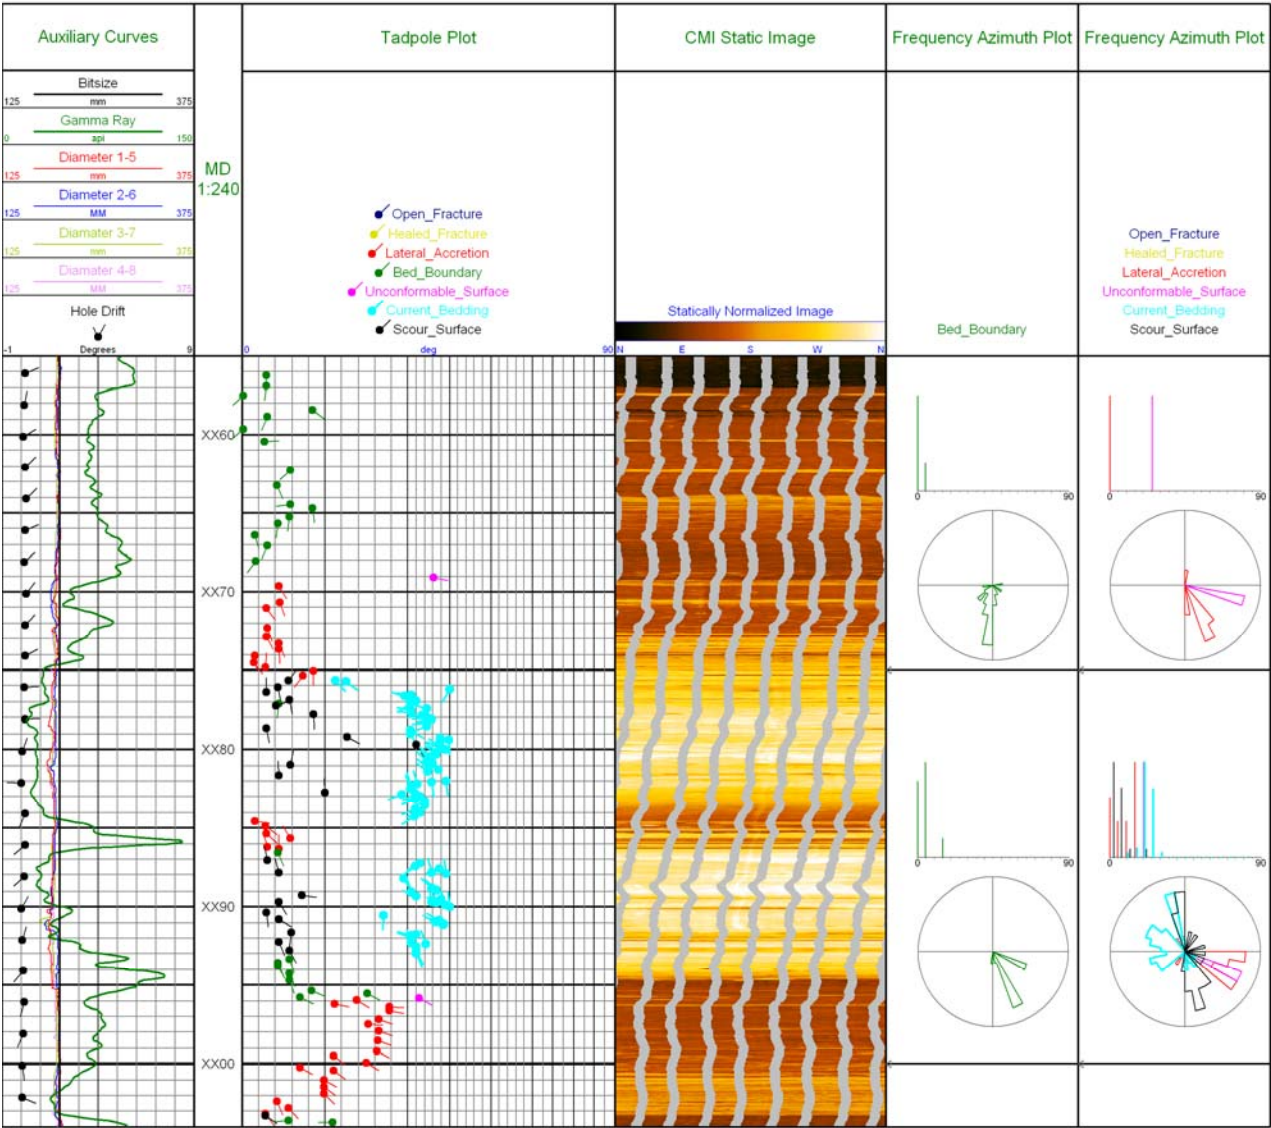 Auxiliary Curves
Tadpole Plot
CMI Static Image
Frequency Azimuth Plot
Frequency Azimuth Plot
Bitsize
125 mm 375
Gamma Ray
0 api 150
Diameter 1-5
125 mm 375
Diameter 2-6
125 MM 375
Diamater 3-7
125 mm 375
Diamater 4-8
125 MM 375
Hole Drift
-1 Degrees 9
MD
1:240
Open_Fracture
Healed_Fracture
Lateral_Accretion
Bed_Boundary
Unconformable_Surface
Current_Bedding
Scour_Surface
0 deg 90
Statically Normalized Image
N E S W N
Bed_Boundary
Open_Fracture
Healed_Fracture
Lateral_Accretion
Unconformable_Surface
Current_Bedding
Scour_Surface
XX60
XX70
XX80
XX90
XX00
0 90
0 90
0 90
0 90